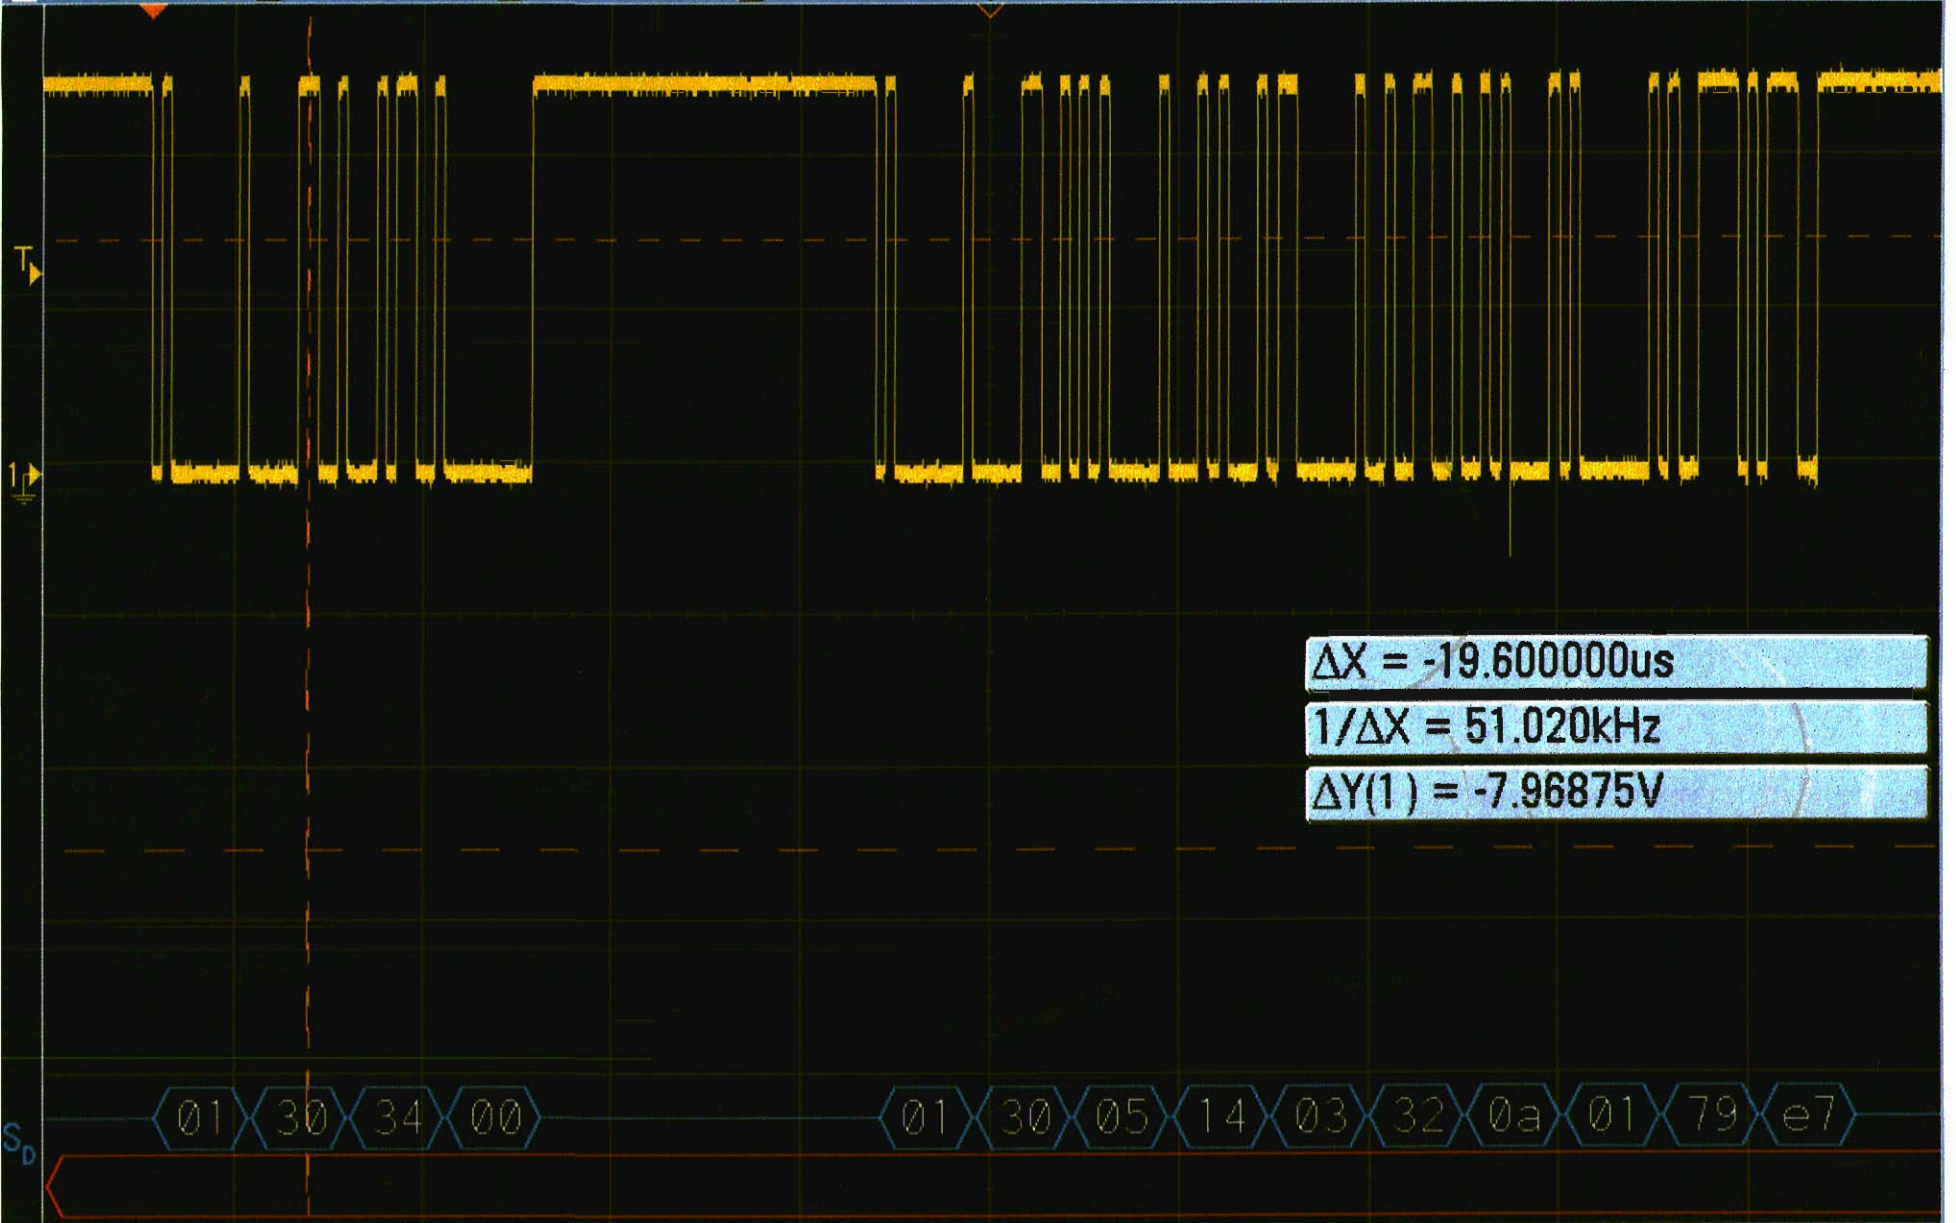 T
1
ΔX = -19.600000us
1/ΔX = 51.020kHz
ΔY(1) = -7.96875V
SD 01 30 34 00 01 30 05 14 03 32 0a 01 79 e7